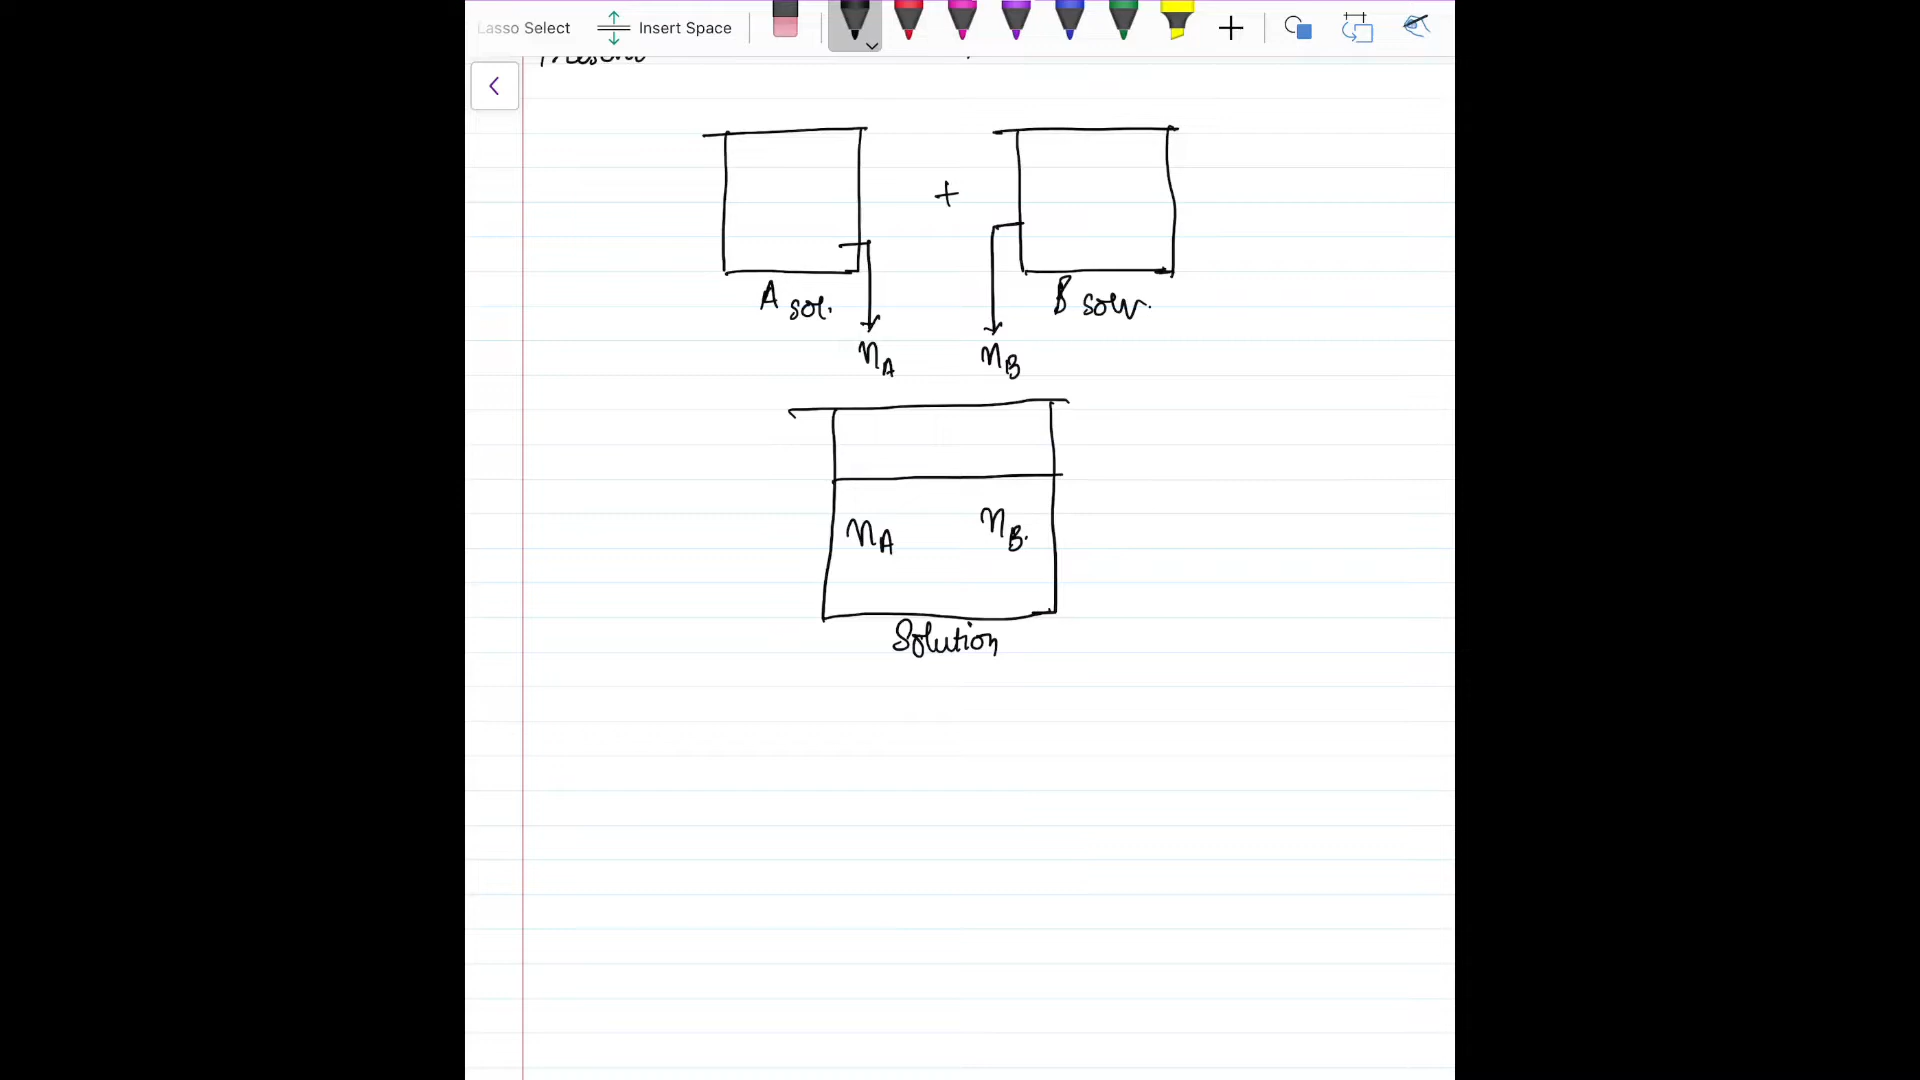 Lasso Select Insert Space
+
A sol. B solv.
nA nB
nA nB.
Solution